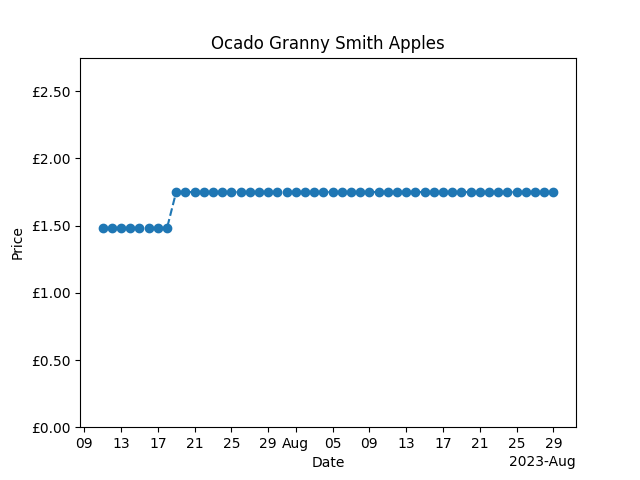 Ocado Granny Smith Apples
£2.50
£2.00
£1.50
£1.00
£0.50
£0.00
Price
09 13 17 21 25 29 Aug 05 09 13 17 21 25 29
Date
2023-Aug